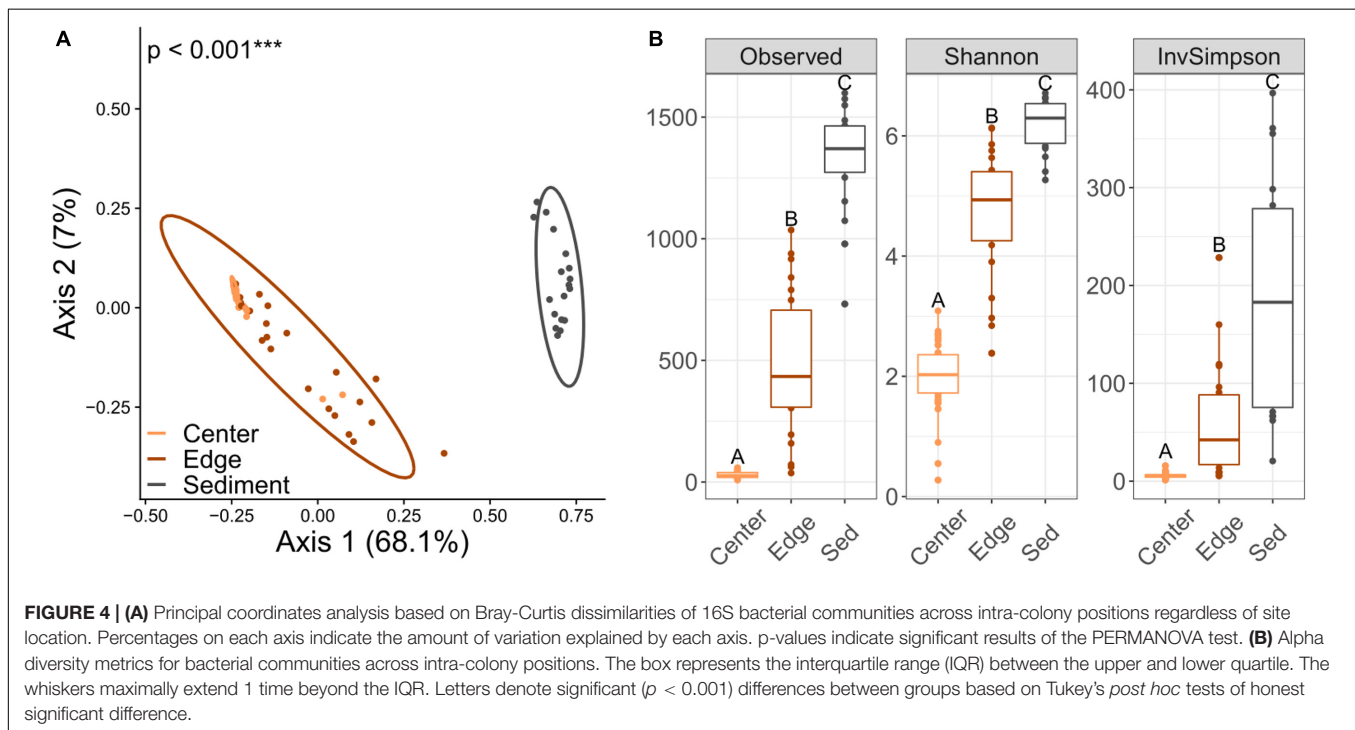 A
p < 0.001***
0.50
0.25
0.00
−0.25
Axis 2 (7%)
Center
Edge
Sediment
−0.50
−0.25
0.00
0.25
0.50
0.75
Axis 1 (68.1%)
B
Observed
Shannon
InvSimpson
1500
1000
500
0
A
B
C
Center
Edge
Sed
6
4
2
0
A
B
C
Center
Edge
Sed
400
300
200
100
0
A
B
C
Center
Edge
Sed
FIGURE 4 | (A) Principal coordinates analysis based on Bray-Curtis dissimilarities of 16S bacterial communities across intra-colony positions regardless of site
location. Percentages on each axis indicate the amount of variation explained by each axis. p-values indicate significant results of the PERMANOVA test. (B) Alpha
diversity metrics for bacterial communities across intra-colony positions. The box represents the interquartile range (IQR) between the upper and lower quartile. The
whiskers maximally extend 1 time beyond the IQR. Letters denote significant (p < 0.001) differences between groups based on Tukey's post hoc tests of honest
significant difference.